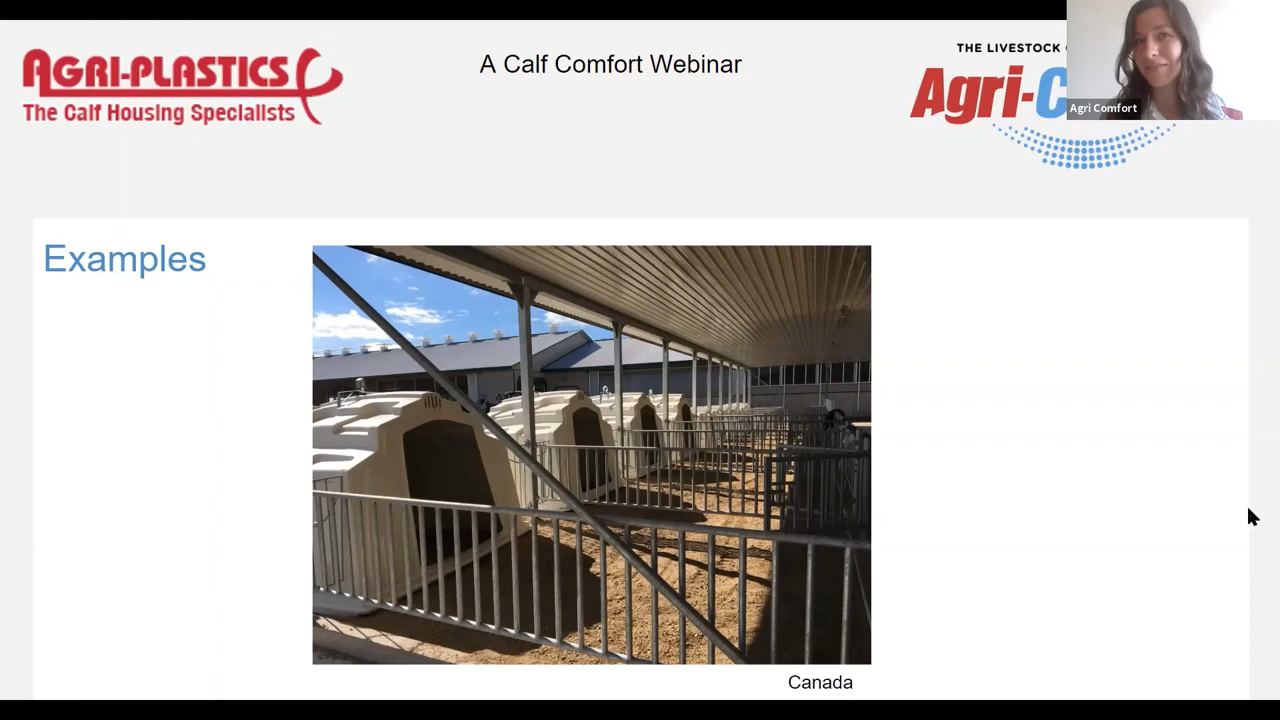 AGRI-PLASTICS
The Calf Housing Specialists
A Calf Comfort Webinar
THE LIVESTOCK
Agri-C
Agri Comfort
Examples
Canada